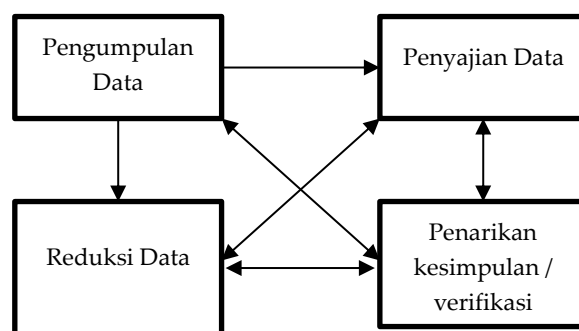 Pengumpulan
Data
Penyajian Data
Reduksi Data
Penarikan
kesimpulan /
verifikasi